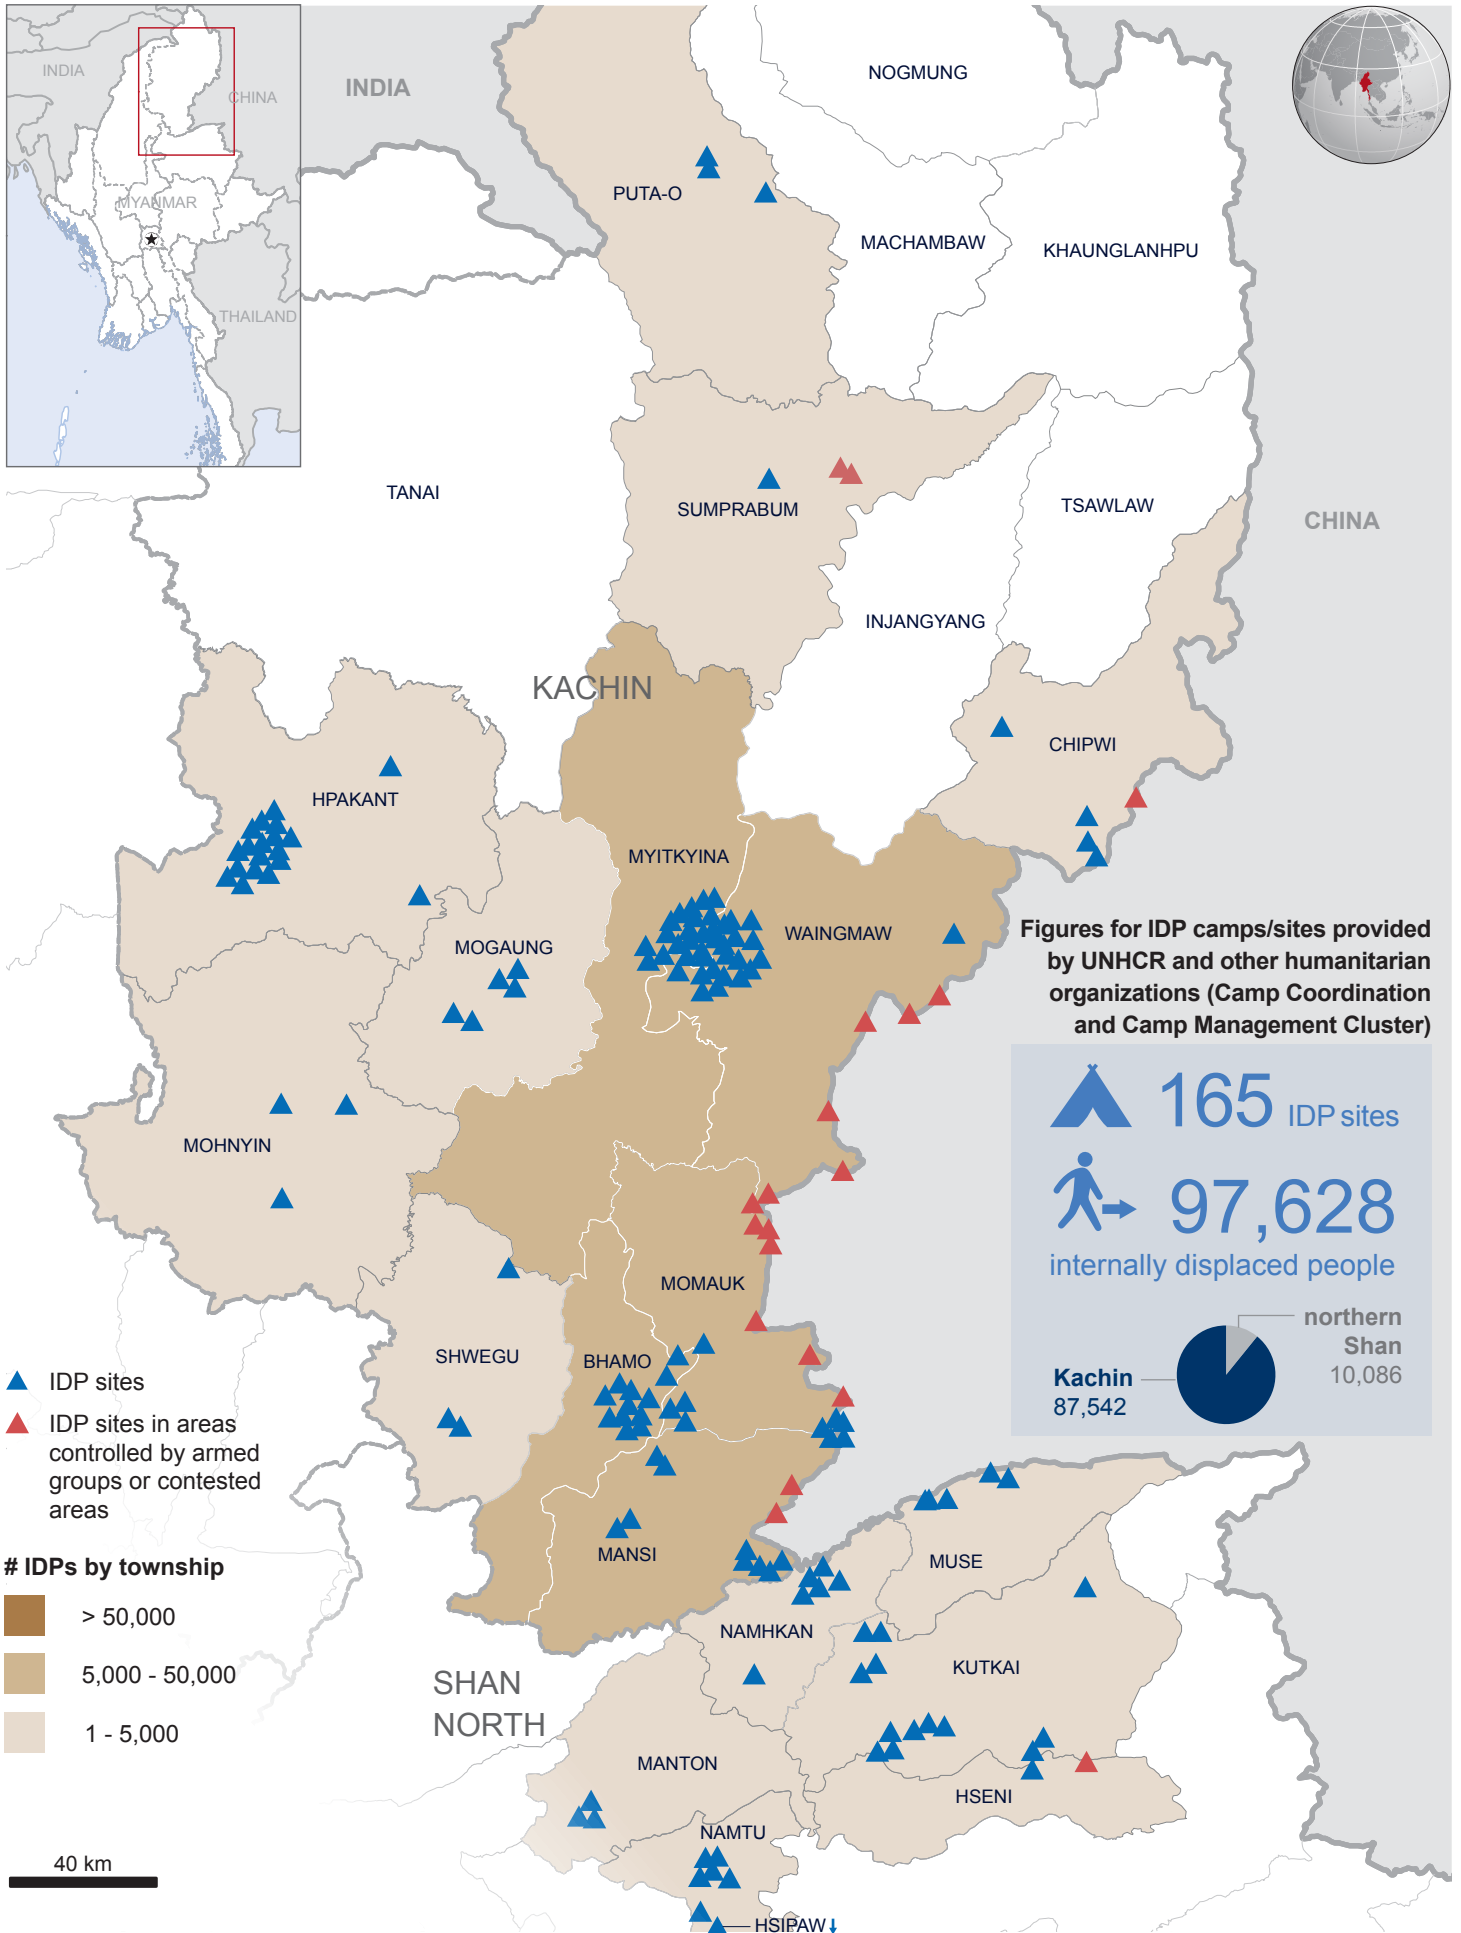 INDIA
CHINA
MYANMAR
THAILAND
INDIA
NOGMUNG
PUTA-O
MACHAMBAW
KHAUNGLANHPU
TANAI
SUMPRABUM
TSAWLAW
CHINA
INJANGYANG
KACHIN
CHIPWI
HPAKANT
MYITKYINA
WAINGMAW
MOGAUNG
Figures for IDP camps/sites provided
by UNHCR and other humanitarian
organizations (Camp Coordination
and Camp Management Cluster)
165 IDP sites
97,628
internally displaced people
northern
Shan
10,086
Kachin
87,542
MOHNYIN
MOMAUK
SHWEGU
BHAMO
MANSI
MUSE
NAMHKAN
KUTKAI
SHAN
NORTH
MANTON
HSENI
NAMTU
HSIPAW
IDP sites
IDP sites in areas
controlled by armed
groups or contested
areas
# IDPs by township
> 50,000
5,000 - 50,000
1 - 5,000
40 km